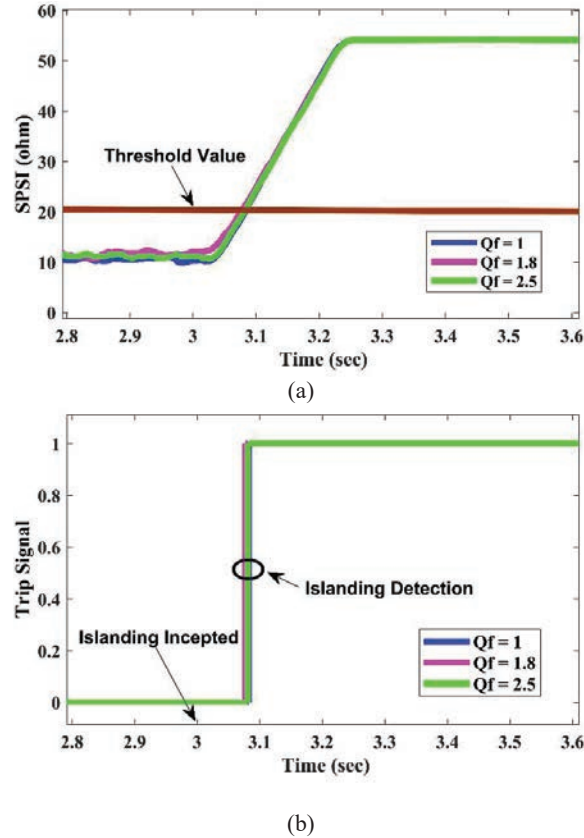 60
50
40
30
20
10
0
SPSI (ohm)
Threshold Value
Qf = 1
Qf = 1.8
Qf = 2.5
2.8 2.9 3 3.1 3.2 3.3 3.4 3.5 3.6
Time (sec)
(a)
1
0.8
0.6
0.4
0.2
0
Trip Signal
Islanding Detection
Islanding Incepted
Qf = 1
Qf = 1.8
Qf = 2.5
2.8 2.9 3 3.1 3.2 3.3 3.4 3.5 3.6
Time (sec)
(b)